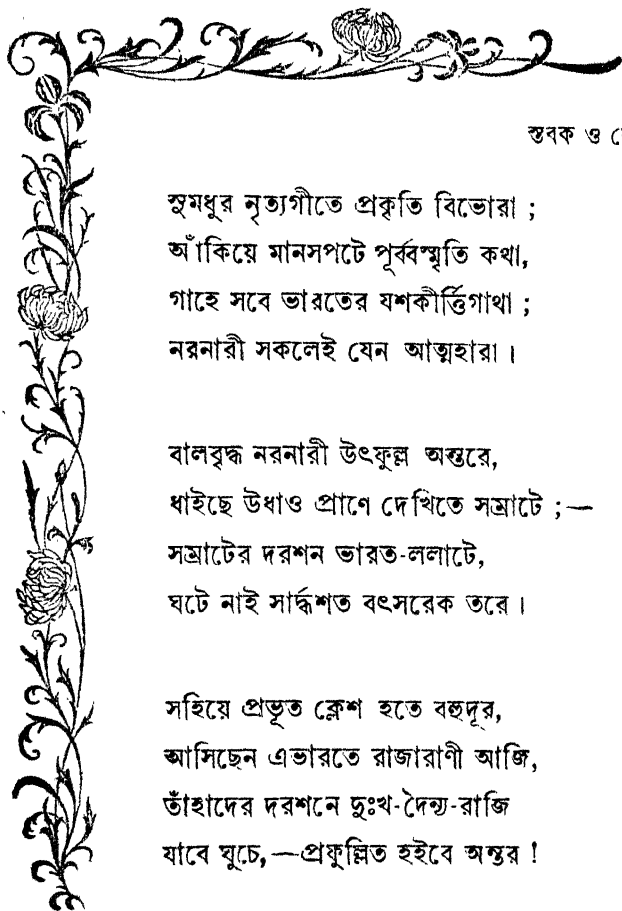 স্তবক ও
সুমধুর নৃত্যগীতে প্রকৃতি বিভোরা ;
আঁকিয়ে মানসপটে পূর্ব্বস্মৃতি কথা,
গাহে সবে ভারতের যশকীর্ত্তিগাথা ;
নরনারী সকলেই যেন আত্মহারা ।
বালবৃদ্ধ নরনারী উৎফুল্ল অন্তরে,
ধাইছে উধাও প্রাণে দেখিতে সম্রাটে ;—
সম্রাটের দরশন ভারত-ললাটে,
ঘটে নাই সার্দ্ধশত বৎসরেক তরে ।
সহিয়ে প্রভূত ক্লেশ হতে বহুদূর,
আসিছেন এভারতে রাজারাণী আজি,
তাঁহাদের দরশনে দুঃখ-দৈন্য-রাজি
যাবে ঘুচে,—প্রফুল্লিত হইবে অন্তর !